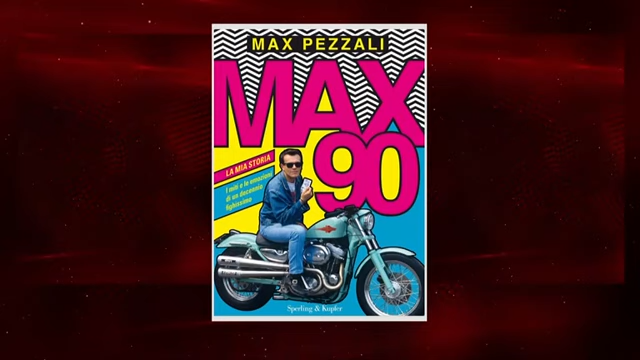 MAX PEZZALI
MAX
90
LA MIA STORIA
I miti e le emozioni
di un decennio
fighissimo
Sperling & Kupfer